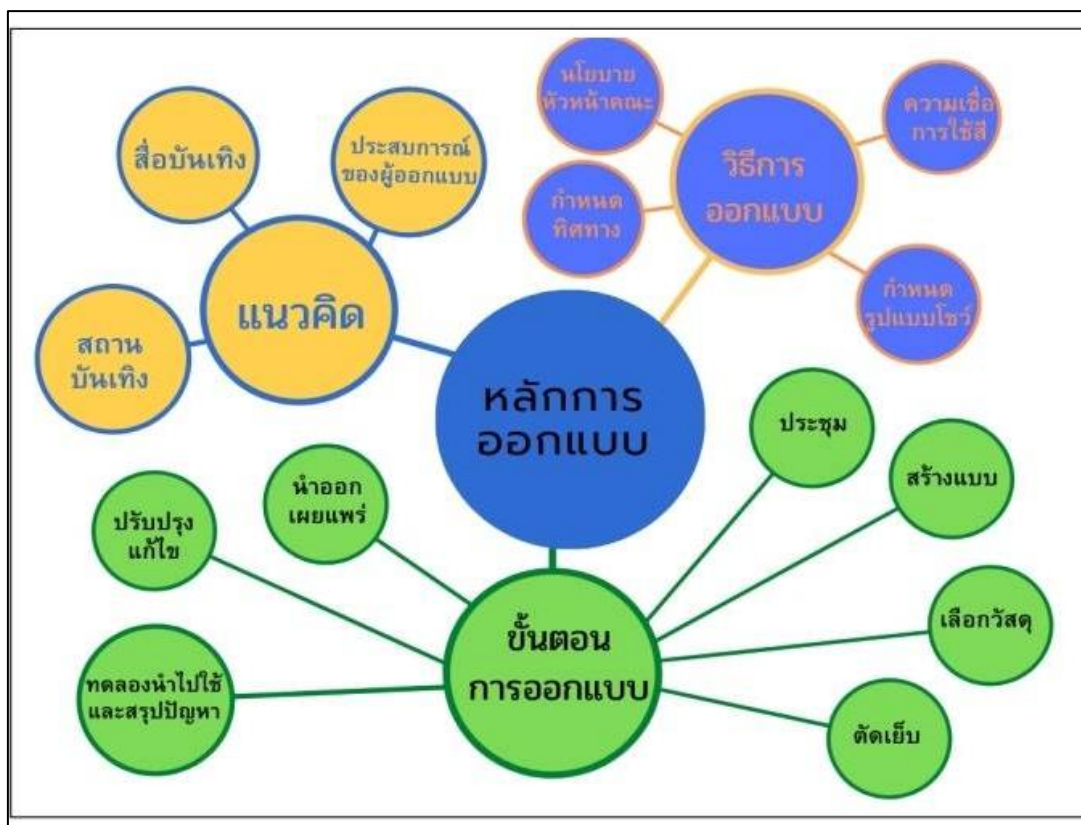 หลักการ
ออกแบบ
แนวคิด
สื่อบันเทิง
ประสบการณ์
ของผู้ออกแบบ
สถาน
บันเทิง
วิธีการ
ออกแบบ
นโยบาย
หัวหน้าคณะ
ความเชื่อ
การใช้สี
กำหนด
ทิศทาง
กำหนด
รูปแบบโชว์
ขั้นตอน
การออกแบบ
ประชุม
สร้างแบบ
เลือกวัสดุ
ตัดเย็บ
ทดลองนำไปใช้
และสรุปปัญหา
ปรับปรุง
แก้ไข
นำออก
เผยแพร่